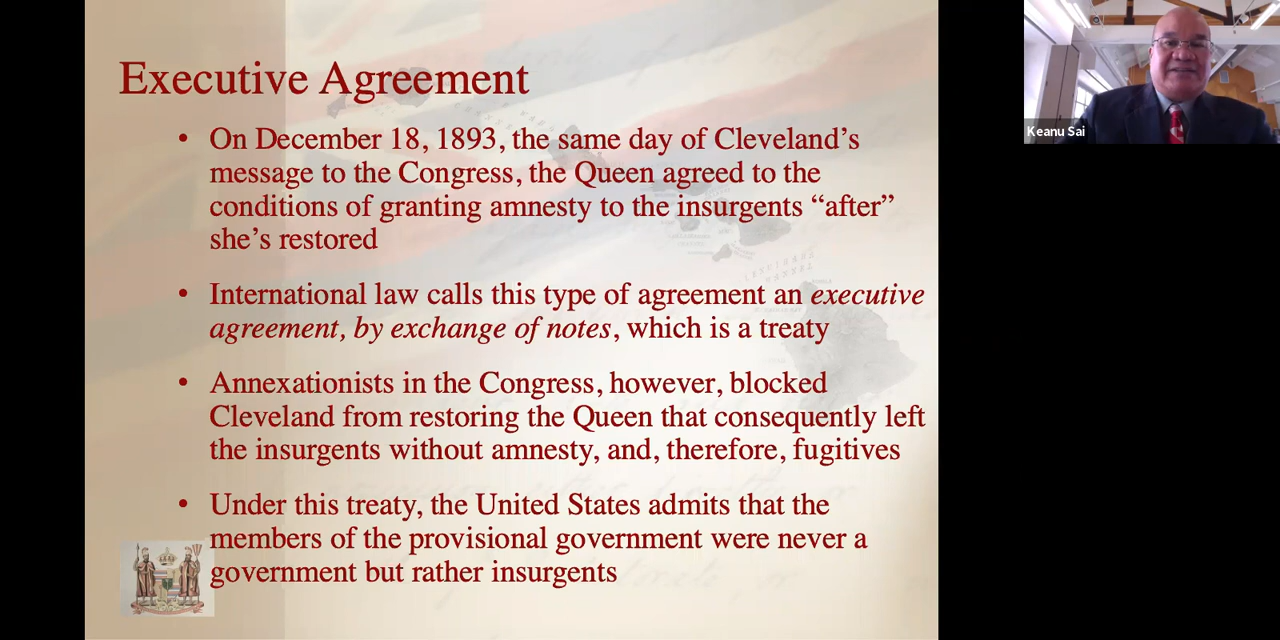 Executive Agreement
• On December 18, 1893, the same day of Cleveland’s
message to the Congress, the Queen agreed to the
conditions of granting amnesty to the insurgents “after”
she’s restored
• International law calls this type of agreement an executive
agreement, by exchange of notes, which is a treaty
• Annexationists in the Congress, however, blocked
Cleveland from restoring the Queen that consequently left
the insurgents without amnesty, and, therefore, fugitives
• Under this treaty, the United States admits that the
members of the provisional government were never a
government but rather insurgents
Keanu Sai